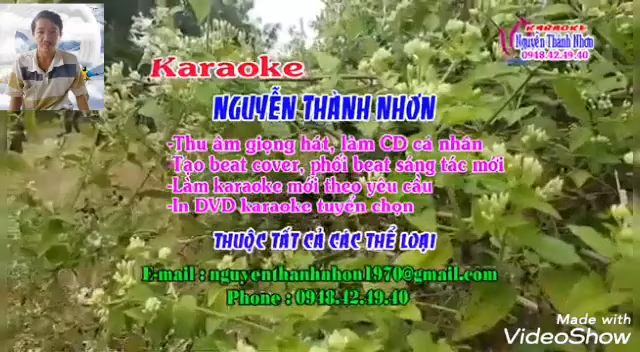 KARAOKE
Nguyễn Thành Nhơn
0948.42.49.40
Karaoke
NGUYỄN THÀNH NHƠN
-Thu âm giọng hát, làm CD cá nhân
-Tạo beat cover, phối beat sáng tác mới
-Làm karaoke mới theo yêu cầu
-In DVD karaoke tuyển chọn
THUỘC TẤT CẢ CÁC THỂ LOẠI
E-mail : nguyenthanhnhon1970@gmail.com
Phone : 0948.42.49.40
Made with
VideoShow